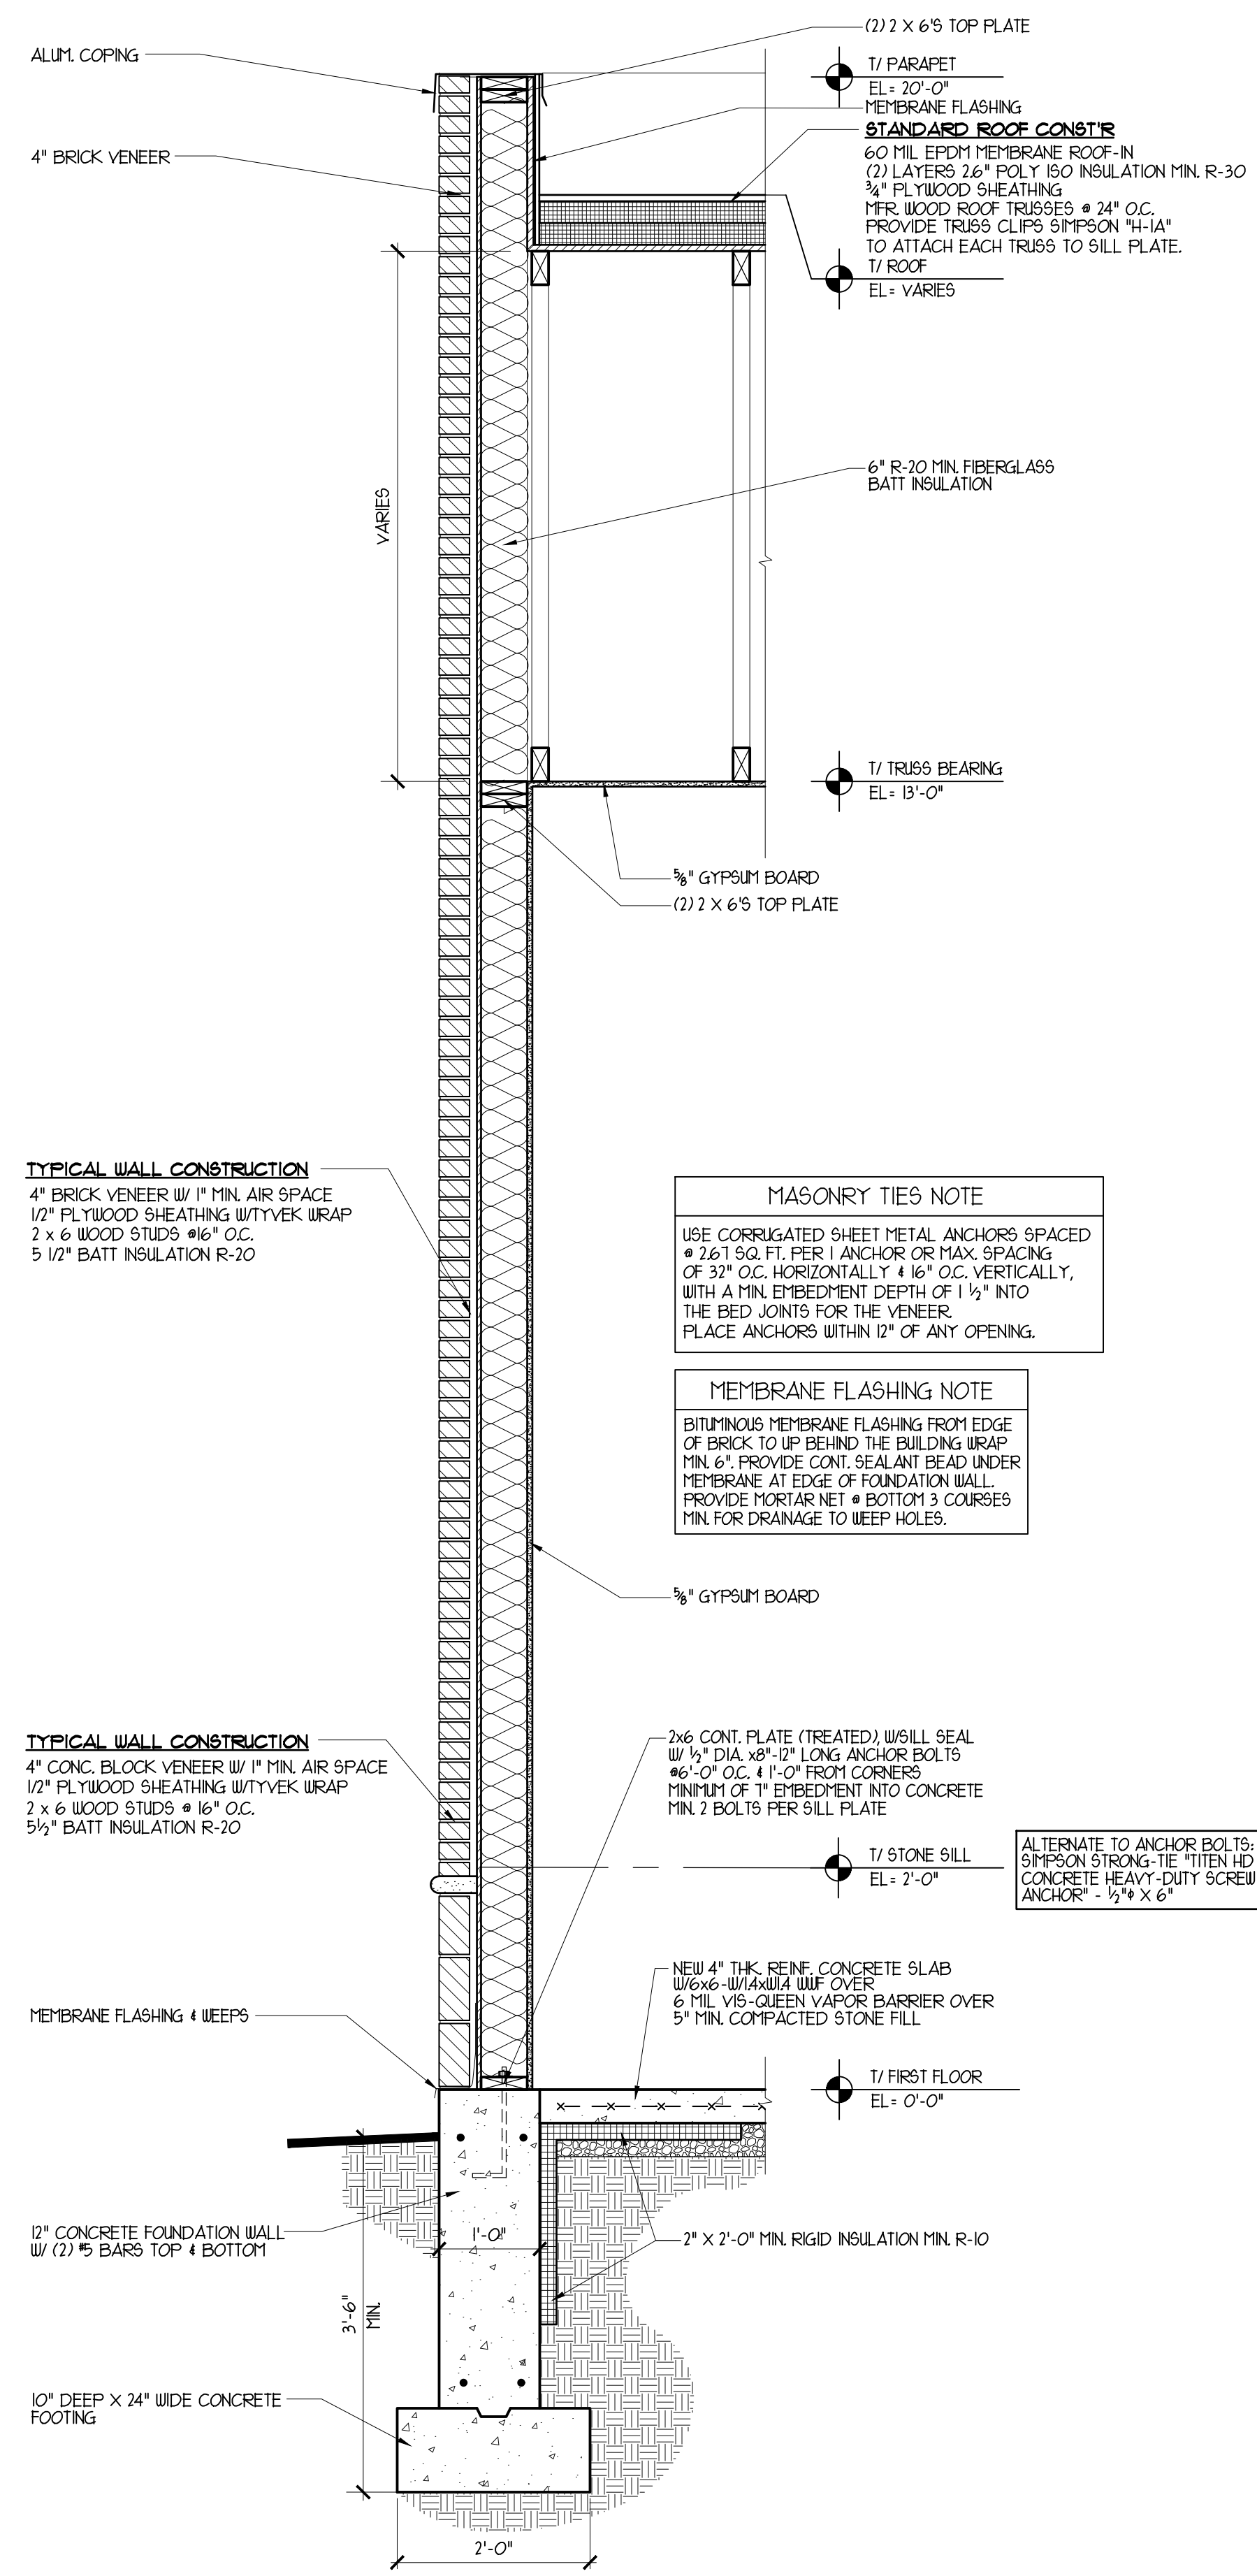 (2) 2 X 6'S TOP PLATE
ALUM. COPING
T/ PARAPET
EL= 20'-0"
MEMBRANE FLASHING
STANDARD ROOF CONST'R
4" BRICK VENEER
60 MIL EPDM MEMBRANE ROOF-IN
(2) LAYERS 2.6" POLY ISO INSULATION MIN. R-30
3/4" PLYWOOD SHEATHING
MFR. WOOD ROOF TRUSSES @ 24" O.C.
PROVIDE TRUSS CLIPS SIMPSON "H-1A"
TO ATTACH EACH TRUSS TO SILL PLATE.
T/ ROOF
EL= VARIES
6" R-20 MIN. FIBERGLASS
BATT INSULATION
VARIES
T/ TRUSS BEARING
EL= 13'-0"
5/8" GYPSUM BOARD
(2) 2 X 6'S TOP PLATE
TYPICAL WALL CONSTRUCTION
4" BRICK VENEER W/ 1" MIN. AIR SPACE
1/2" PLYWOOD SHEATHING W/TYVEK WRAP
2 x 6 WOOD STUDS @16" O.C.
5 1/2" BATT INSULATION R-20
MASONRY TIES NOTE
USE CORRUGATED SHEET METAL ANCHORS SPACED
@ 2.67 SQ. FT. PER 1 ANCHOR OR MAX. SPACING
OF 32" O.C. HORIZONTALLY & 16" O.C. VERTICALLY,
WITH A MIN. EMBEDMENT DEPTH OF 1 1/2" INTO
THE BED JOINTS FOR THE VENEER.
PLACE ANCHORS WITHIN 12" OF ANY OPENING.
MEMBRANE FLASHING NOTE
BITUMINOUS MEMBRANE FLASHING FROM EDGE
OF BRICK TO UP BEHIND THE BUILDING WRAP
MIN. 6". PROVIDE CONT. SEALANT BEAD UNDER
MEMBRANE AT EDGE OF FOUNDATION WALL.
PROVIDE MORTAR NET @ BOTTOM 3 COURSES
MIN. FOR DRAINAGE TO WEEP HOLES.
5/8" GYPSUM BOARD
TYPICAL WALL CONSTRUCTION
4" CONC. BLOCK VENEER W/ 1" MIN. AIR SPACE
1/2" PLYWOOD SHEATHING W/TYVEK WRAP
2 x 6 WOOD STUDS @ 16" O.C.
5 1/2" BATT INSULATION R-20
2x6 CONT. PLATE (TREATED), W/SILL SEAL
W/ 1/2" DIA. x8"-12" LONG ANCHOR BOLTS
@6'-0" O.C. & 1'-0" FROM CORNERS
MINIMUM OF 7" EMBEDMENT INTO CONCRETE
MIN. 2 BOLTS PER SILL PLATE
T/ STONE SILL
EL= 2'-0"
ALTERNATE TO ANCHOR BOLTS:
SIMPSON STRONG-TIE "TITEN HD
CONCRETE HEAVY-DUTY SCREW
ANCHOR" - 1/2"ϕ X 6"
NEW 4" THK. REINF. CONCRETE SLAB
W/6x6-W/1.4xW1.4 WWF OVER
6 MIL VIS-QUEEN VAPOR BARRIER OVER
5" MIN. COMPACTED STONE FILL
MEMBRANE FLASHING & WEEPS
T/ FIRST FLOOR
EL= 0'-0"
12" CONCRETE FOUNDATION WALL
W/ (2) #5 BARS TOP & BOTTOM
1'-0"
2" X 2'-0" MIN. RIGID INSULATION MIN. R-10
3'-6"
MIN.
10" DEEP X 24" WIDE CONCRETE
FOOTING
2'-0"